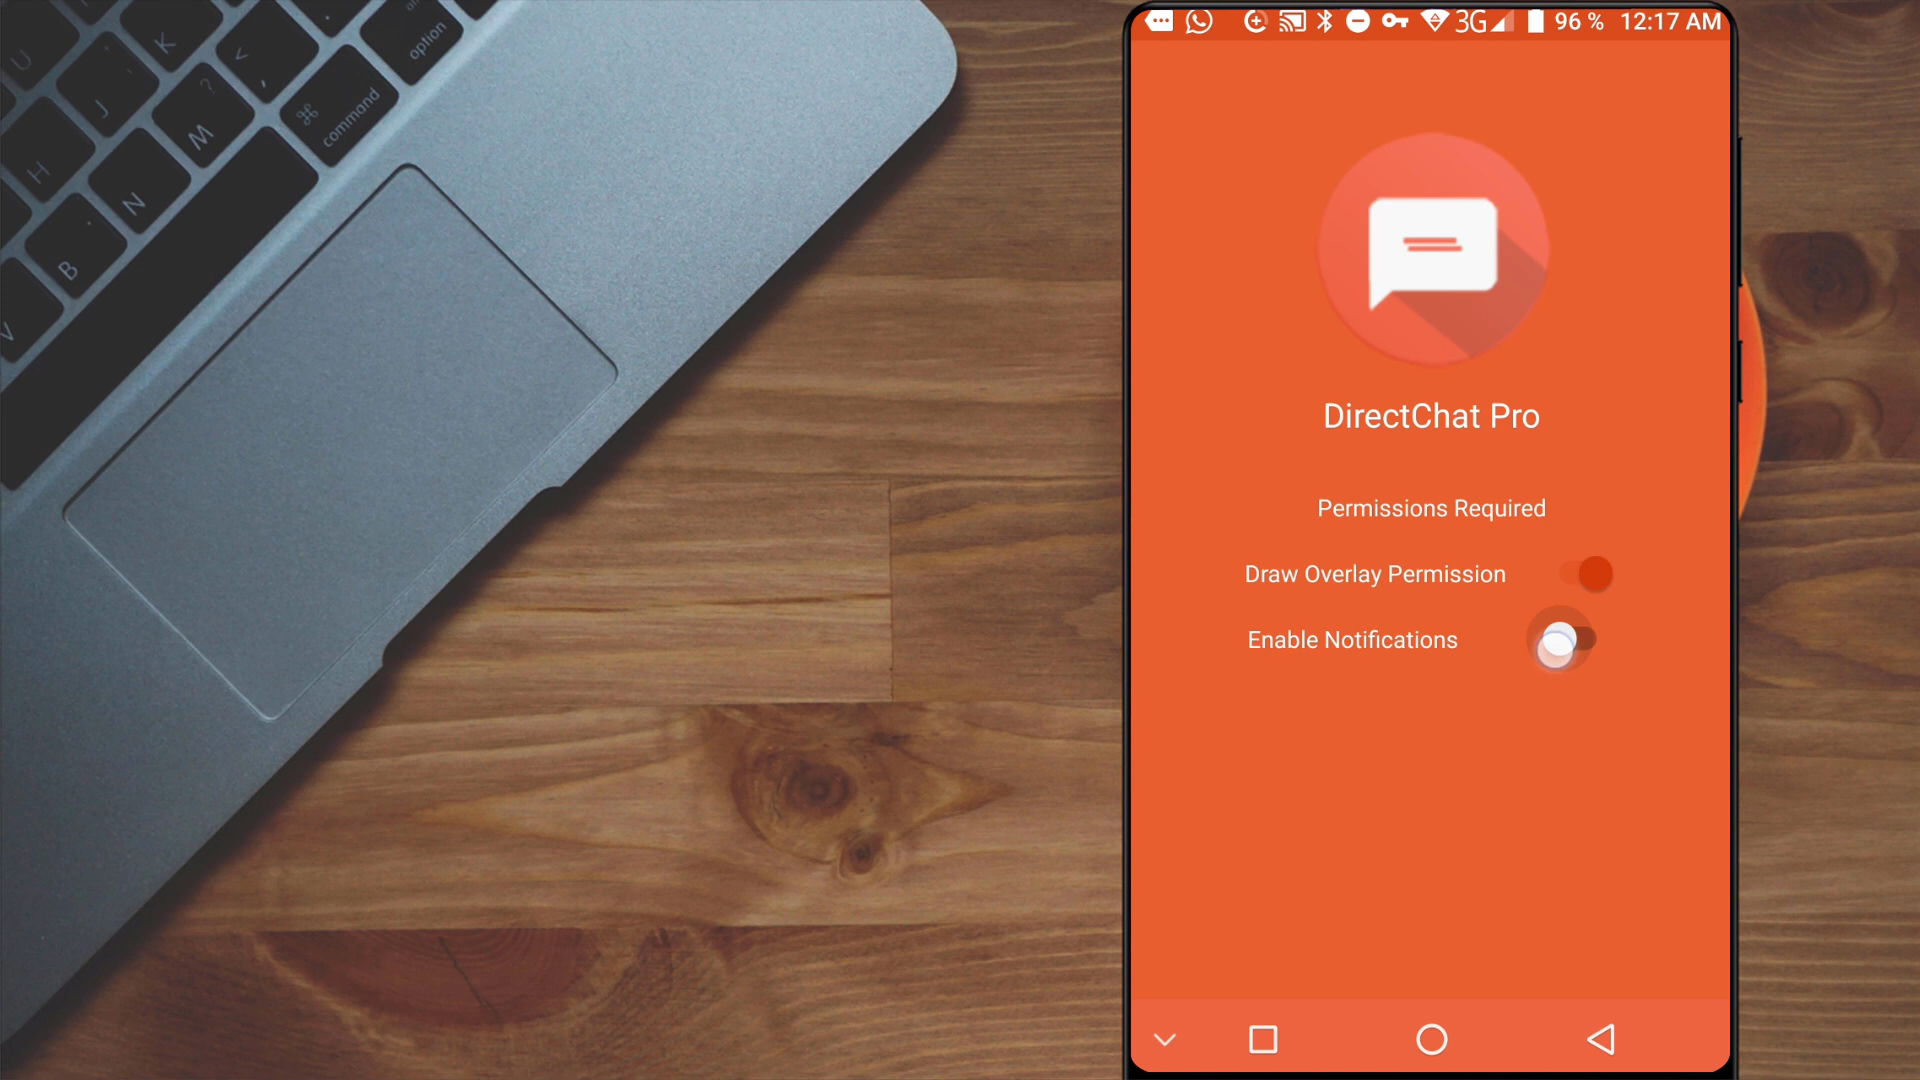 3G 96 % 12:17 AM
DirectChat Pro
Permissions Required
Draw Overlay Permission
Enable Notifications
U
K
<
,
option
J
?
M
⌘
command
H
N
B
V